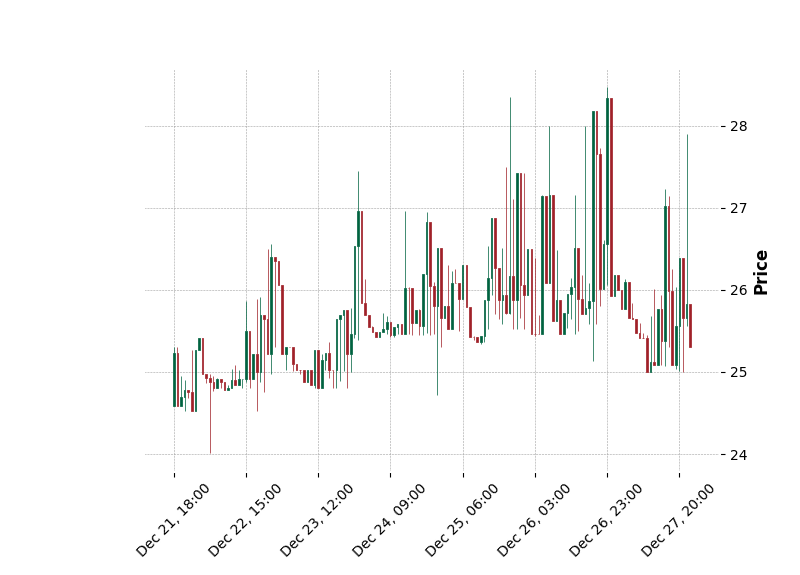 28
27
26
25
24
Price
Dec 21, 18:00
Dec 22, 15:00
Dec 23, 12:00
Dec 24, 09:00
Dec 25, 06:00
Dec 26, 03:00
Dec 26, 23:00
Dec 27, 20:00